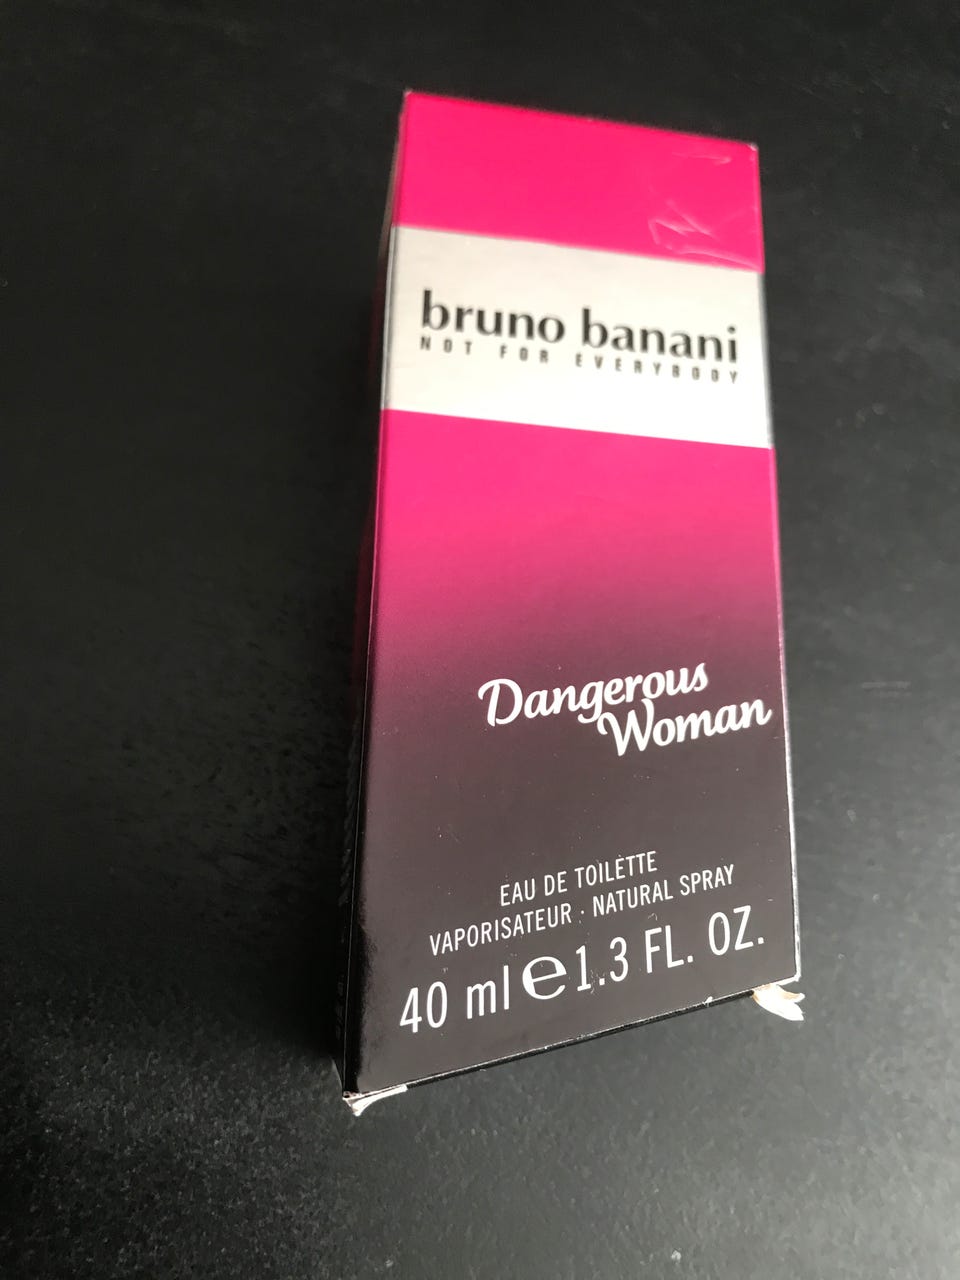 bruno banani
NOT FOR EVERYBODY
Dangerous
Woman
EAU DE TOILETTE
VAPORISATEUR · NATURAL SPRAY
40 ml ℮ 1.3 FL. OZ.